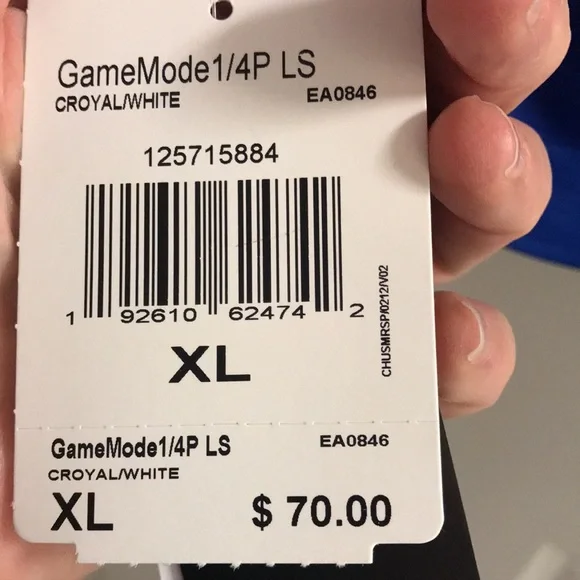 GameMode1/4P LS
CROYAL/WHITE EA0846
125715884
1 92610 62474 2
CHUSMRSP/0212/V02
XL
GameMode1/4P LS EA0846
CROYAL/WHITE
XL $ 70.00